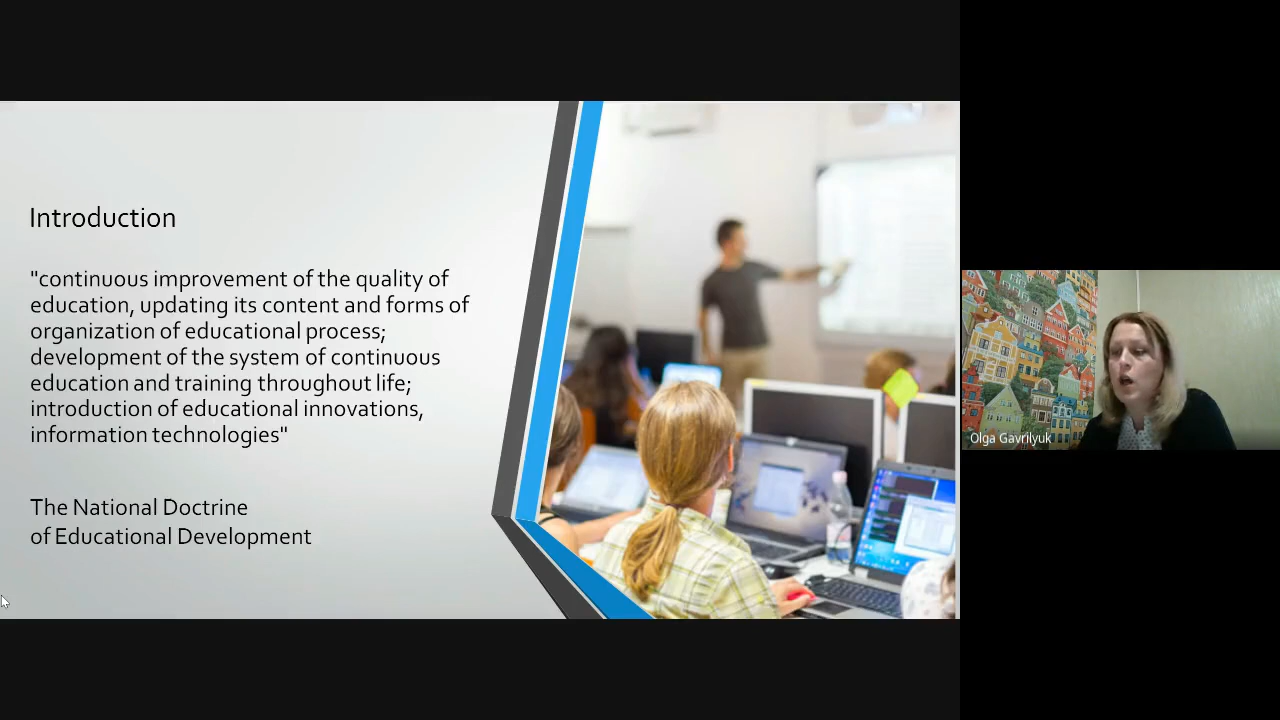 Introduction
"continuous improvement of the quality of
education, updating its content and forms of
organization of educational process;
development of the system of continuous
education and training throughout life;
introduction of educational innovations,
information technologies"
The National Doctrine
of Educational Development
Olga Gavrilyuk